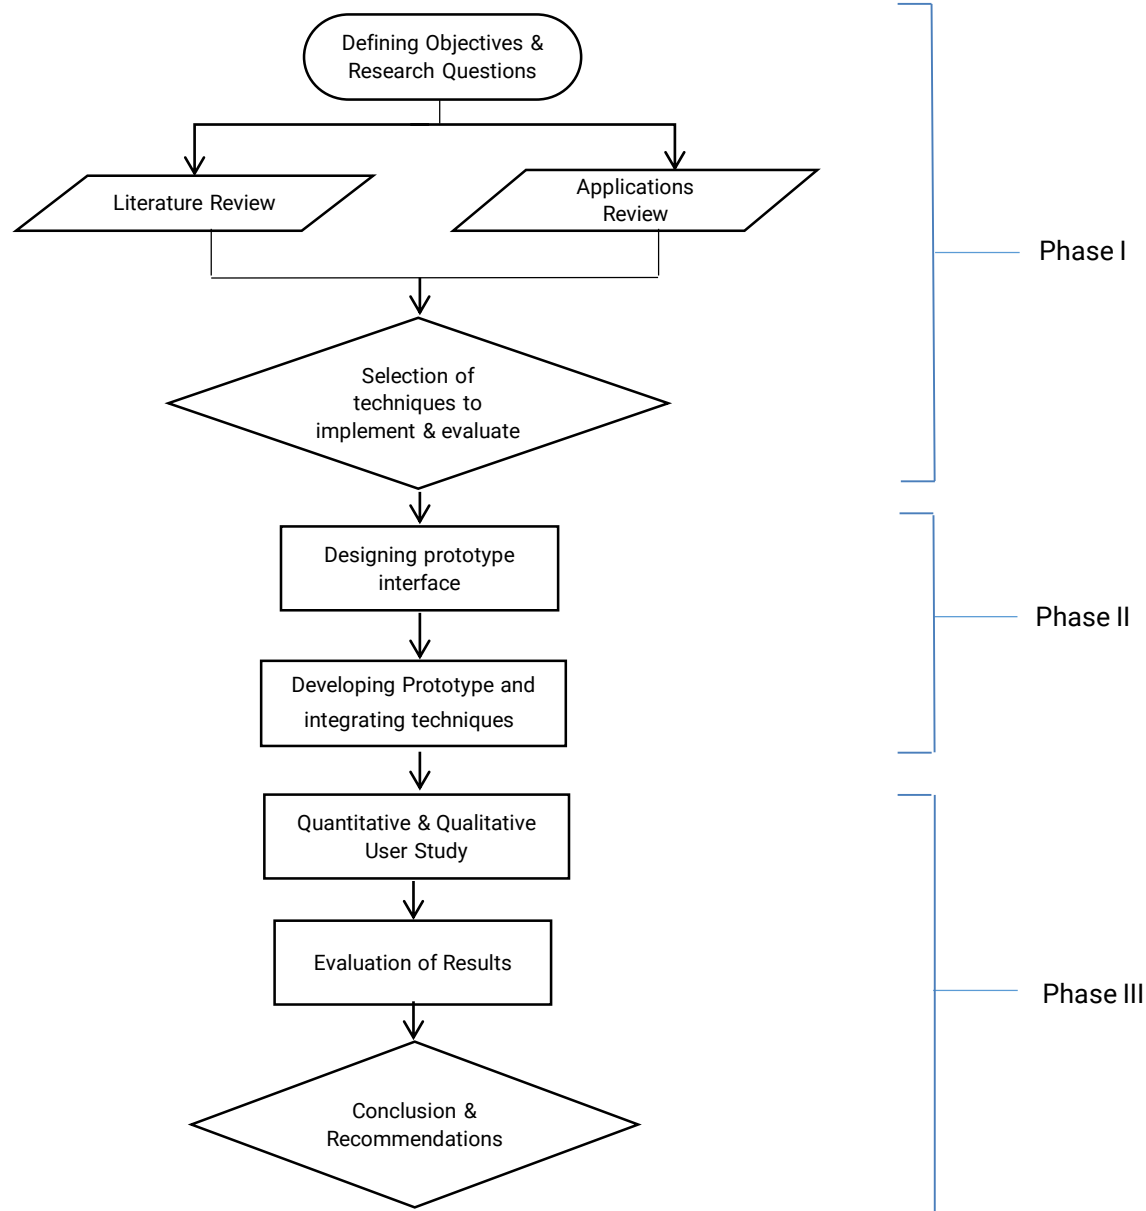 Defining Objectives &
Research Questions
Literature Review
Applications
Review
Phase I
Selection of
techniques to
implement & evaluate
Designing prototype
interface
Phase II
Developing Prototype and
integrating techniques
Quantitative & Qualitative
User Study
Evaluation of Results
Phase III
Conclusion &
Recommendations